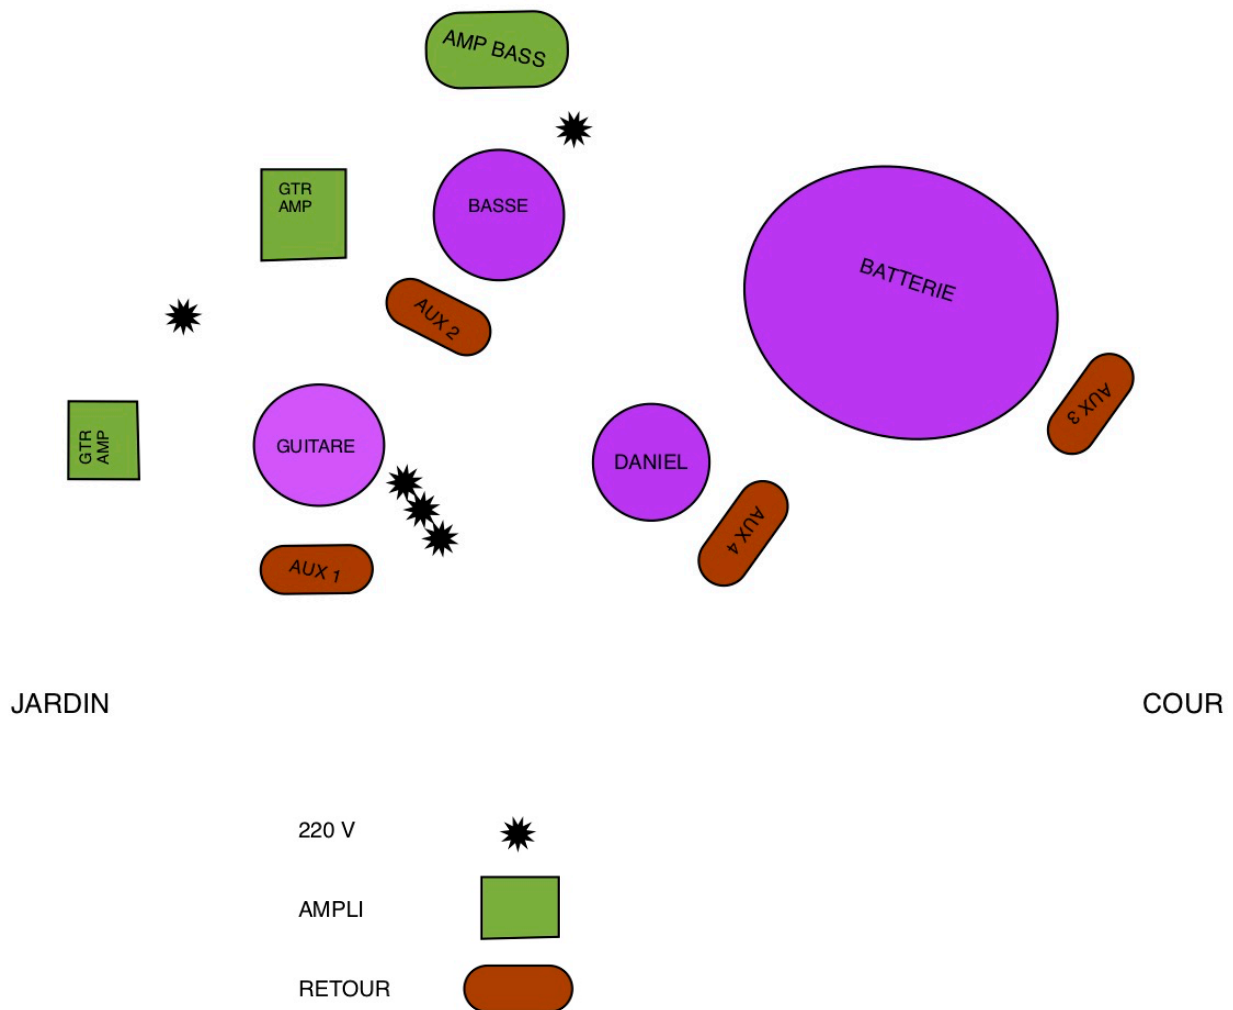 AMP BASS
GTR
AMP
BASSE
BATTERIE
AUX 2
AUX 3
GTR
AMP
GUITARE
DANIEL
AUX 4
AUX 1
JARDIN
COUR
220 V
AMPLI
RETOUR